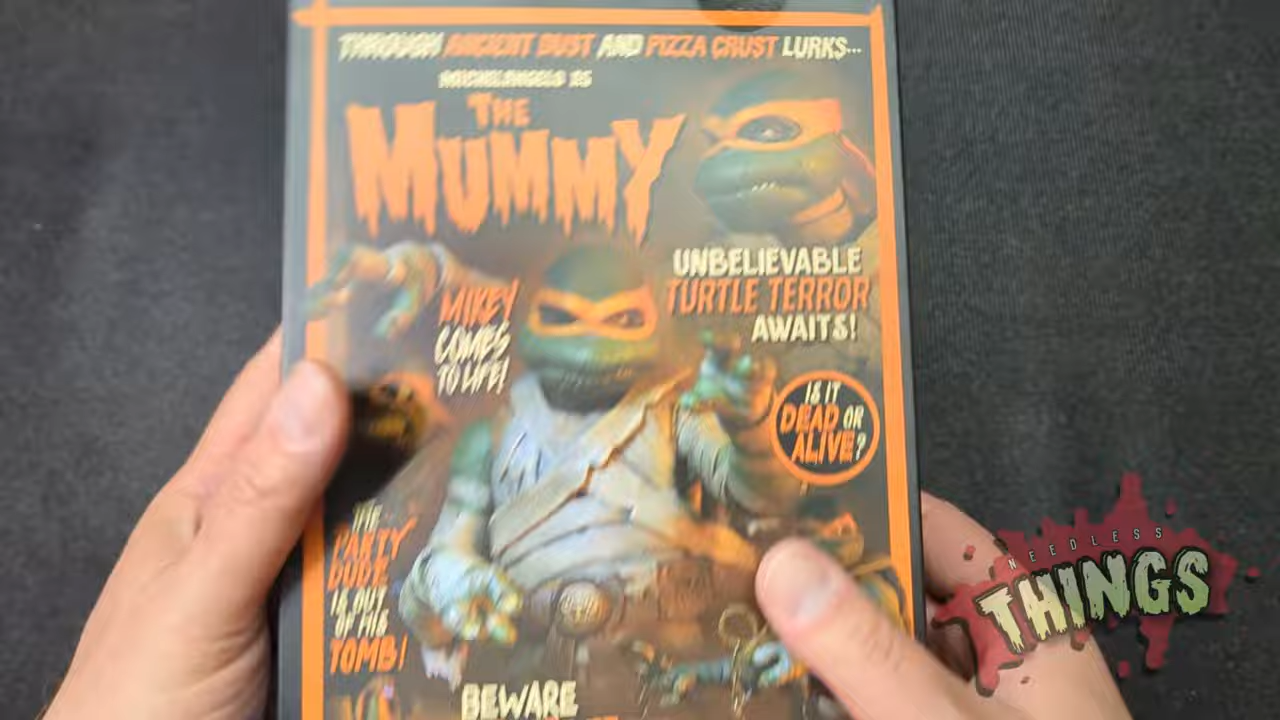 THROUGH ANCIENT DUST AND PIZZA CRUST LURKS...
MICHELANGELO AS
THE
MUMMY
UNBELIEVABLE
TURTLE TERROR
AWAITS!
MIKEY
COMES
TO LIFE!
IS IT
DEAD OR
ALIVE?
THE
PARTY
DUDE
IS OUT
OF HIS
TOMB!
BEWARE
NEEDLESS
THINGS